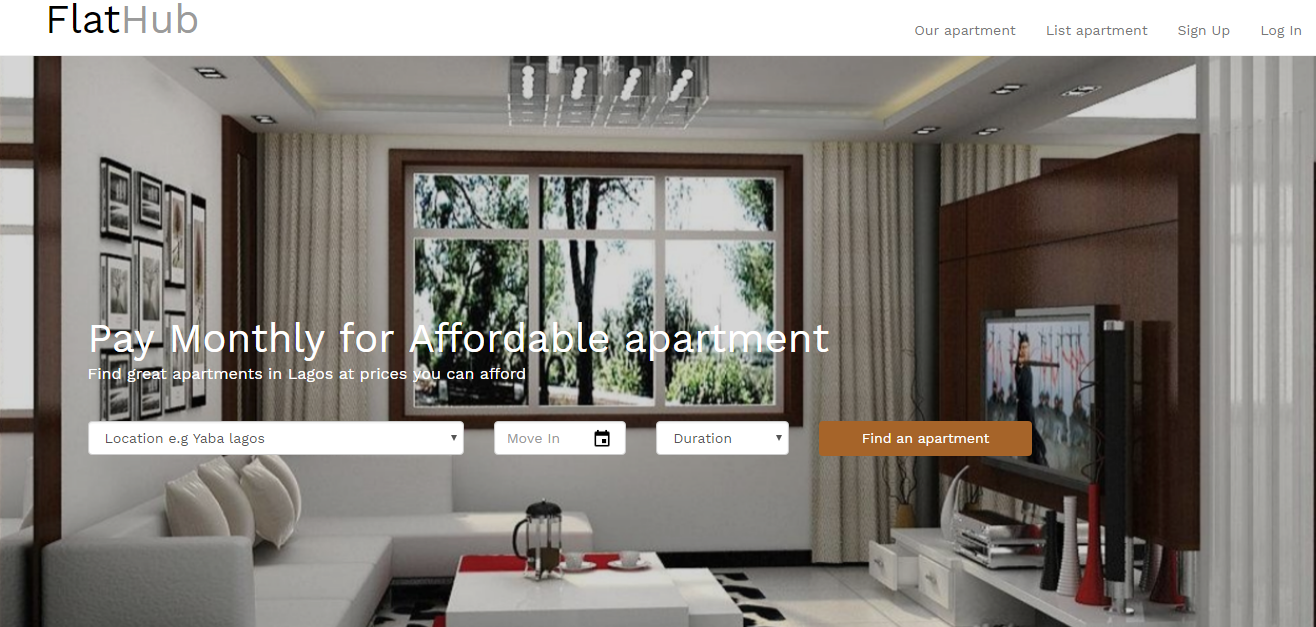 FlatHub
Our apartment
List apartment
Sign Up
Log In
Pay Monthly for Affordable apartment
Find great apartments in Lagos at prices you can afford
Location e.g Yaba lagos
Move In
Duration
Find an apartment